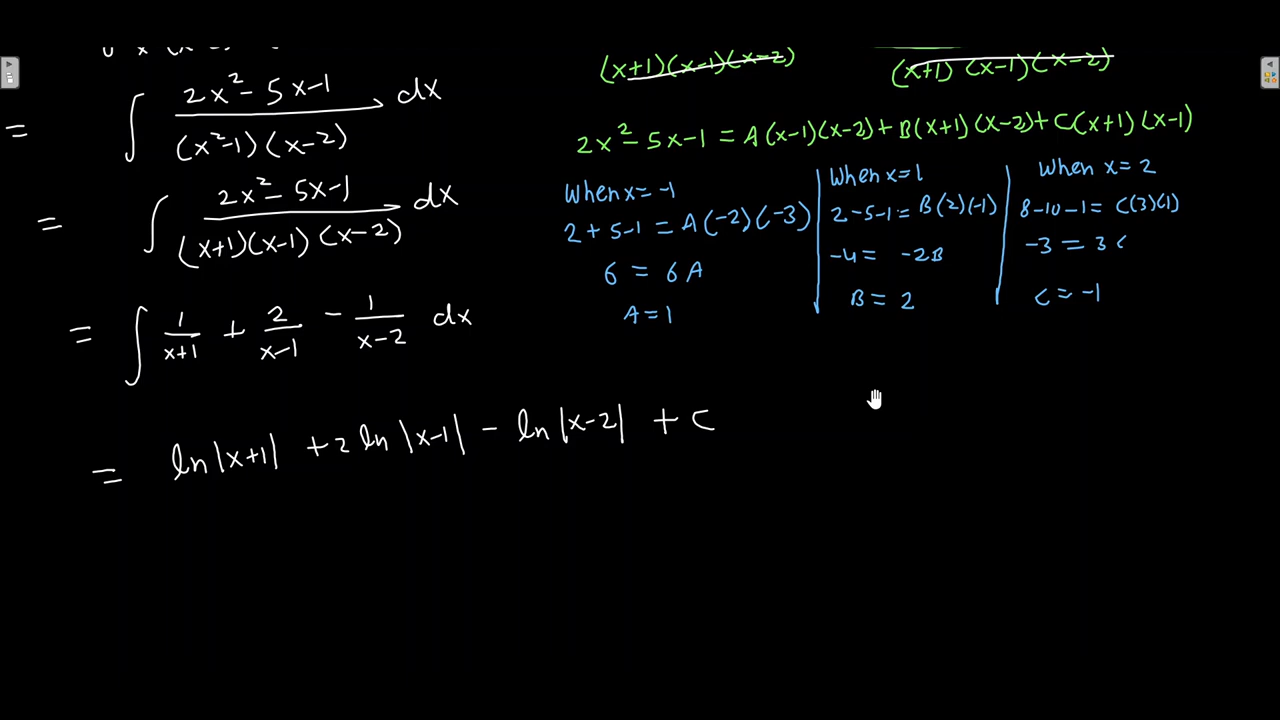 = ∫ (2x² - 5x - 1)/((x²-1)(x-2)) dx
= ∫ (2x² - 5x - 1)/((x+1)(x-1)(x-2)) dx
= ∫ 1/(x+1) + 2/(x-1) - 1/(x-2) dx
= ln|x+1| + 2 ln|x-1| - ln|x-2| + C
(x+1)(x-1)(x-2) (x+1) (x-1)(x-2)
2x² - 5x - 1 = A(x-1)(x-2) + B(x+1)(x-2) + C(x+1)(x-1)
When x = -1
2 + 5 - 1 = A(-2)(-3)
6 = 6A
A = 1
When x = 1
2 - 5 - 1 = B(2)(-1)
-4 = -2B
B = 2
When x = 2
8 - 10 - 1 = C(3)(1)
-3 = 3C
C = -1